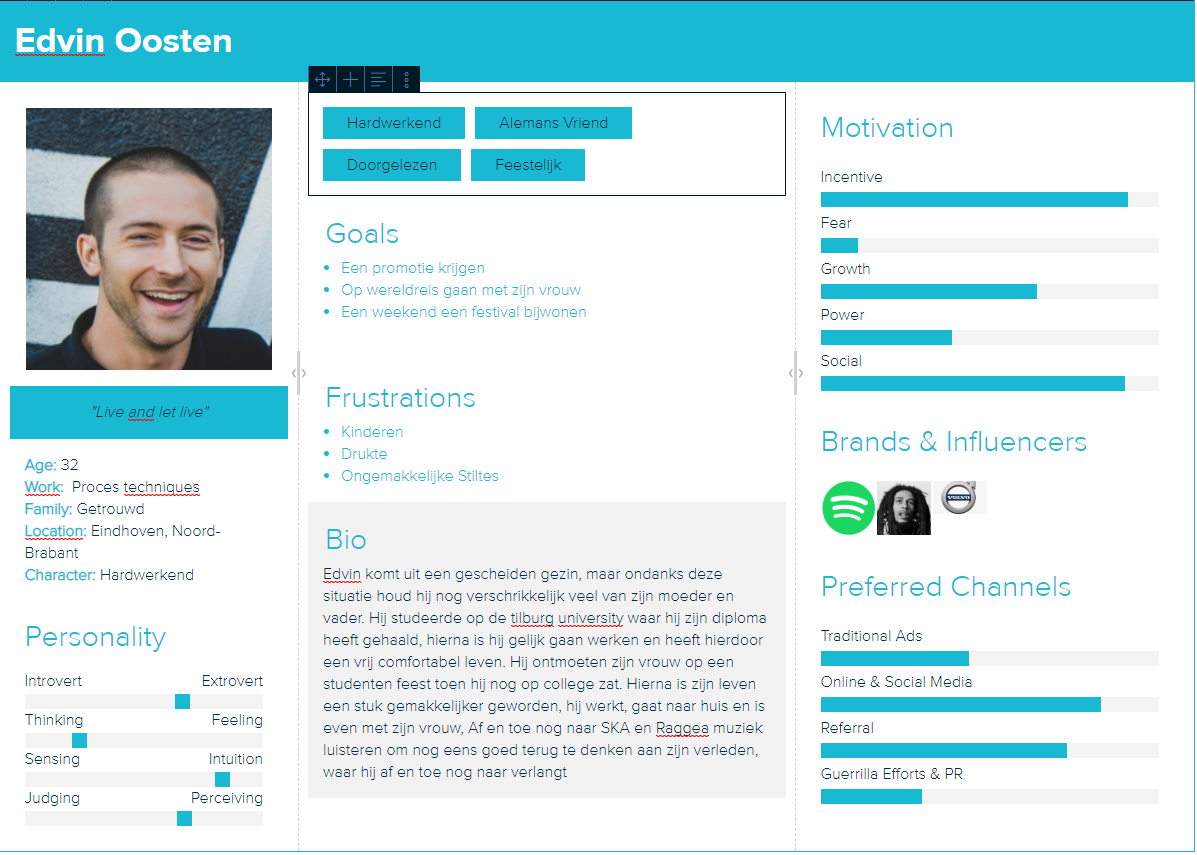 Edvin Oosten
"Live and let live"
Age: 32
Work: Proces techniques
Family: Getrouwd
Location: Eindhoven, Noord-
Brabant
Character: Hardwerkend
Personality
Introvert Extrovert
Thinking Feeling
Sensing Intuition
Judging Perceiving
Hardwerkend Alemans Vriend
Doorgelezen Feestelijk
Goals
Een promotie krijgen
Op wereldreis gaan met zijn vrouw
Een weekend een festival bijwonen
Frustrations
Kinderen
Drukte
Ongemakkelijke Stiltes
Bio
Edvin komt uit een gescheiden gezin, maar ondanks deze
situatie houd hij nog verschrikkelijk veel van zijn moeder en
vader. Hij studeerde op de tilburg university waar hij zijn diploma
heeft gehaald, hierna is hij gelijk gaan werken en heeft hierdoor
een vrij comfortabel leven. Hij ontmoeten zijn vrouw op een
studenten feest toen hij nog op college zat. Hierna is zijn leven
een stuk gemakkelijker geworden, hij werkt, gaat naar huis en is
even met zijn vrouw, Af en toe nog naar SKA en Raggea muziek
luisteren om nog eens goed terug te denken aan zijn verleden,
waar hij af en toe nog naar verlangt
Motivation
Incentive
Fear
Growth
Power
Social
Brands & Influencers
VOLVO
Preferred Channels
Traditional Ads
Online & Social Media
Referral
Guerrilla Efforts & PR